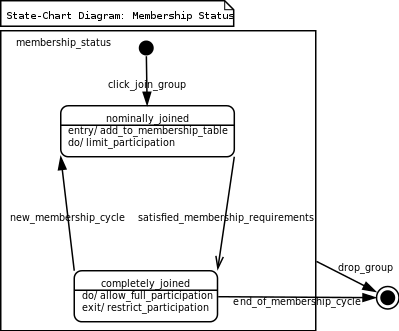 State-Chart Diagram: Membership Status
membership_status
click_join_group
nominally_joined
entry/ add_to_membership_table
do/ limit_participation
new_membership_cycle
satisfied_membership_requirements
drop_group
completely_joined
do/ allow_full_participation
exit/ restrict_participation
end_of_membership_cycle